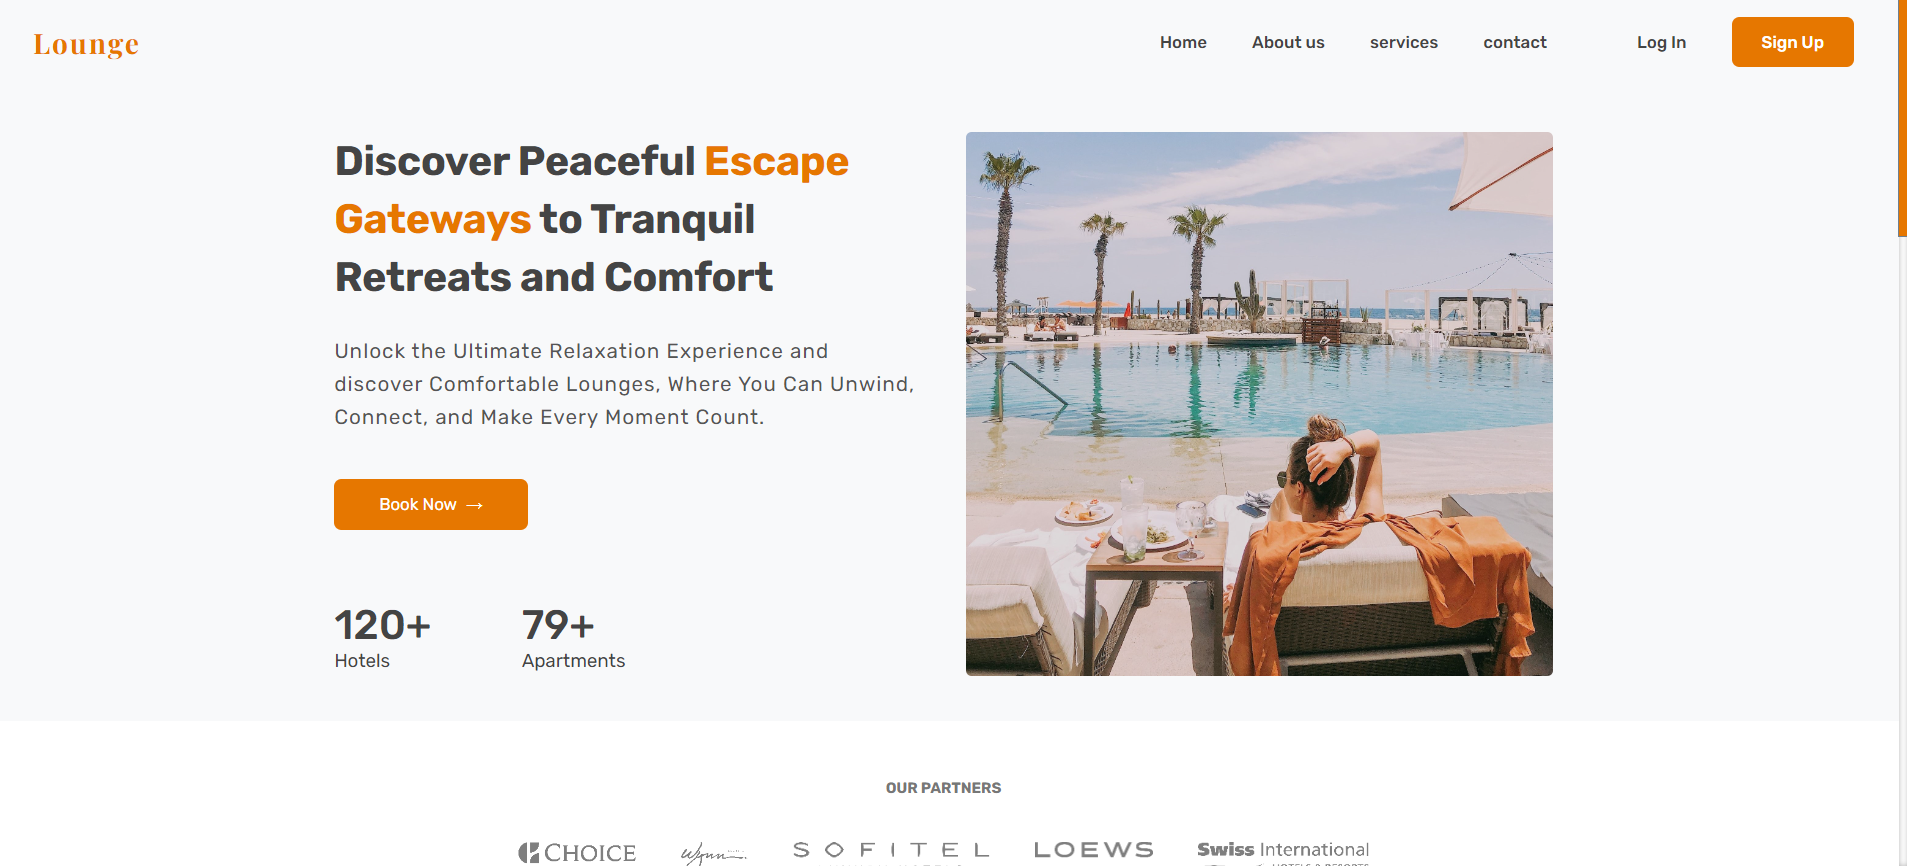 Lounge
Home
About us
services
contact
Log In
Sign Up
Discover Peaceful Escape
Gateways to Tranquil
Retreats and Comfort
Unlock the Ultimate Relaxation Experience and
discover Comfortable Lounges, Where You Can Unwind,
Connect, and Make Every Moment Count.
Book Now →
120+
Hotels
79+
Apartments
OUR PARTNERS
CHOICE
Wynn
SOFITEL
LOEWS
Swiss International